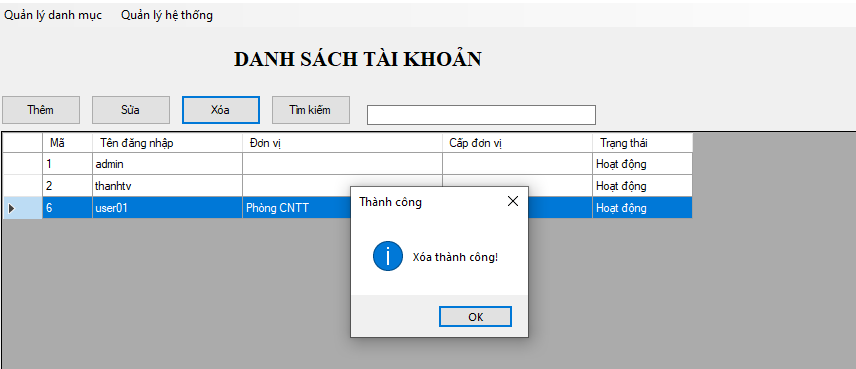 Quản lý danh mục Quản lý hệ thống
DANH SÁCH TÀI KHOẢN
Thêm Sửa Xóa Tìm kiếm
Mã Tên đăng nhập Đơn vị Cấp đơn vị Trạng thái
1 admin Hoạt động
2 thanhtv Hoạt động
6 user01 Phòng CNTT Hoạt động
Thành công
Xóa thành công!
OK